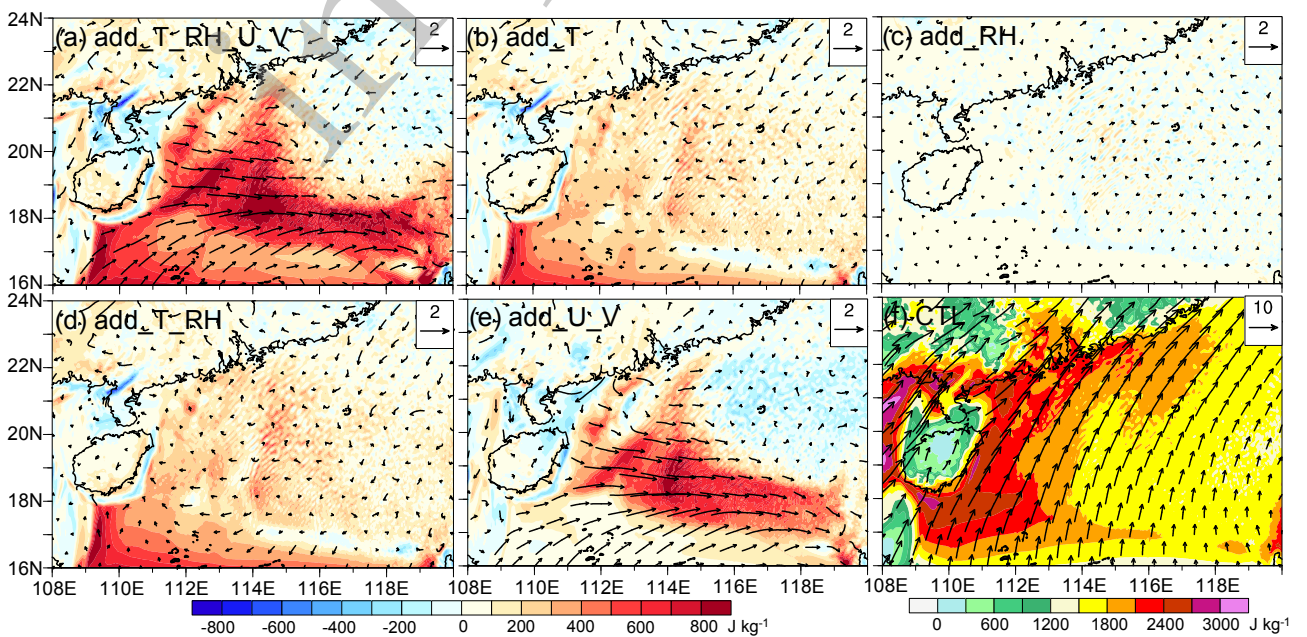 24N
22N
20N
18N
16N
(a) add_T_RH_U_V
2
(b) add_T
2
(c) add_RH
2
24N
22N
20N
18N
16N
(d) add_T_RH
2
(e) add_U_V
2
(f) CTL
10
108E 110E 112E 114E 116E 118E
110E 112E 114E 116E 118E
108E 110E 112E 114E 116E 118E
-800 -600 -400 -200 0 200 400 600 800 J kg-1
0 600 1200 1800 2400 3000 J kg-1